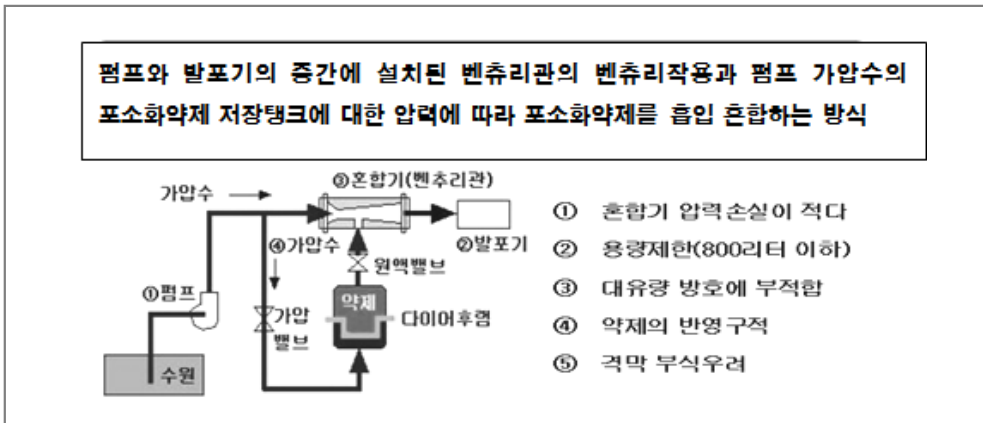 펌프와 발포기의 중간에 설치된 벤츄리관의 벤츄리작용과 펌프 가압수의
포소화약제 저장탱크에 대한 압력에 따라 포소화약제를 흡입 혼합하는 방식
가압수
③혼합기(벤추리관)
④가압수
②발포기
원액밸브
①펌프
약제
가압
밸브
다이어후램
수원
① 혼합기 압력손실이 적다
② 용량제한(800리터 이하)
③ 대유량 방호에 부적합
④ 약제의 반영구적
⑤ 격막 부식우려